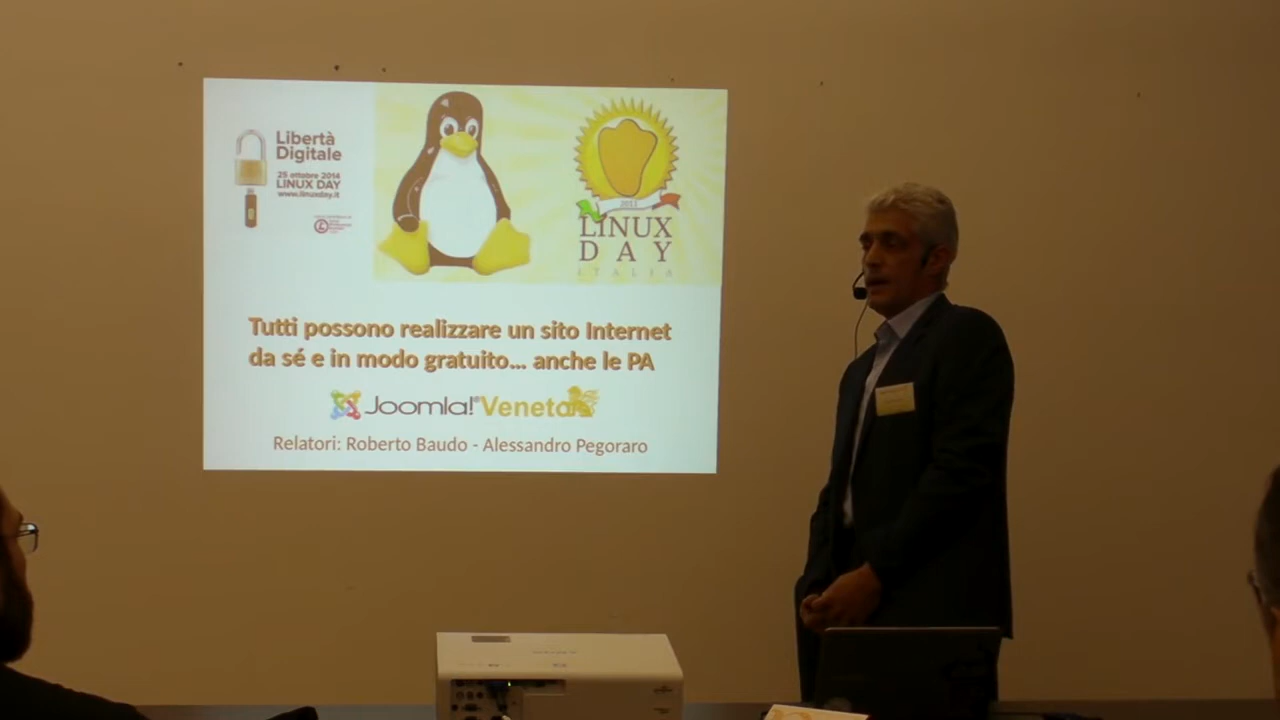 Libertà
Digitale
25 ottobre 2014
LINUX DAY
www.linuxday.it
LINUX
DAY
ITALIA
Tutti possono realizzare un sito Internet
da sé e in modo gratuito... anche le PA
Joomla!® Veneto
Relatori: Roberto Baudo - Alessandro Pegoraro